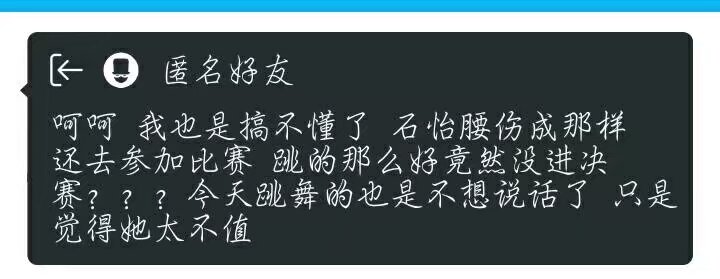 匿名好友
呵呵 我也是搞不懂了 石怡腰伤成那样
还去参加比赛 跳的那么好竟然没进决
赛？？？今天跳舞的也是不想说话了 只是
觉得她太不值